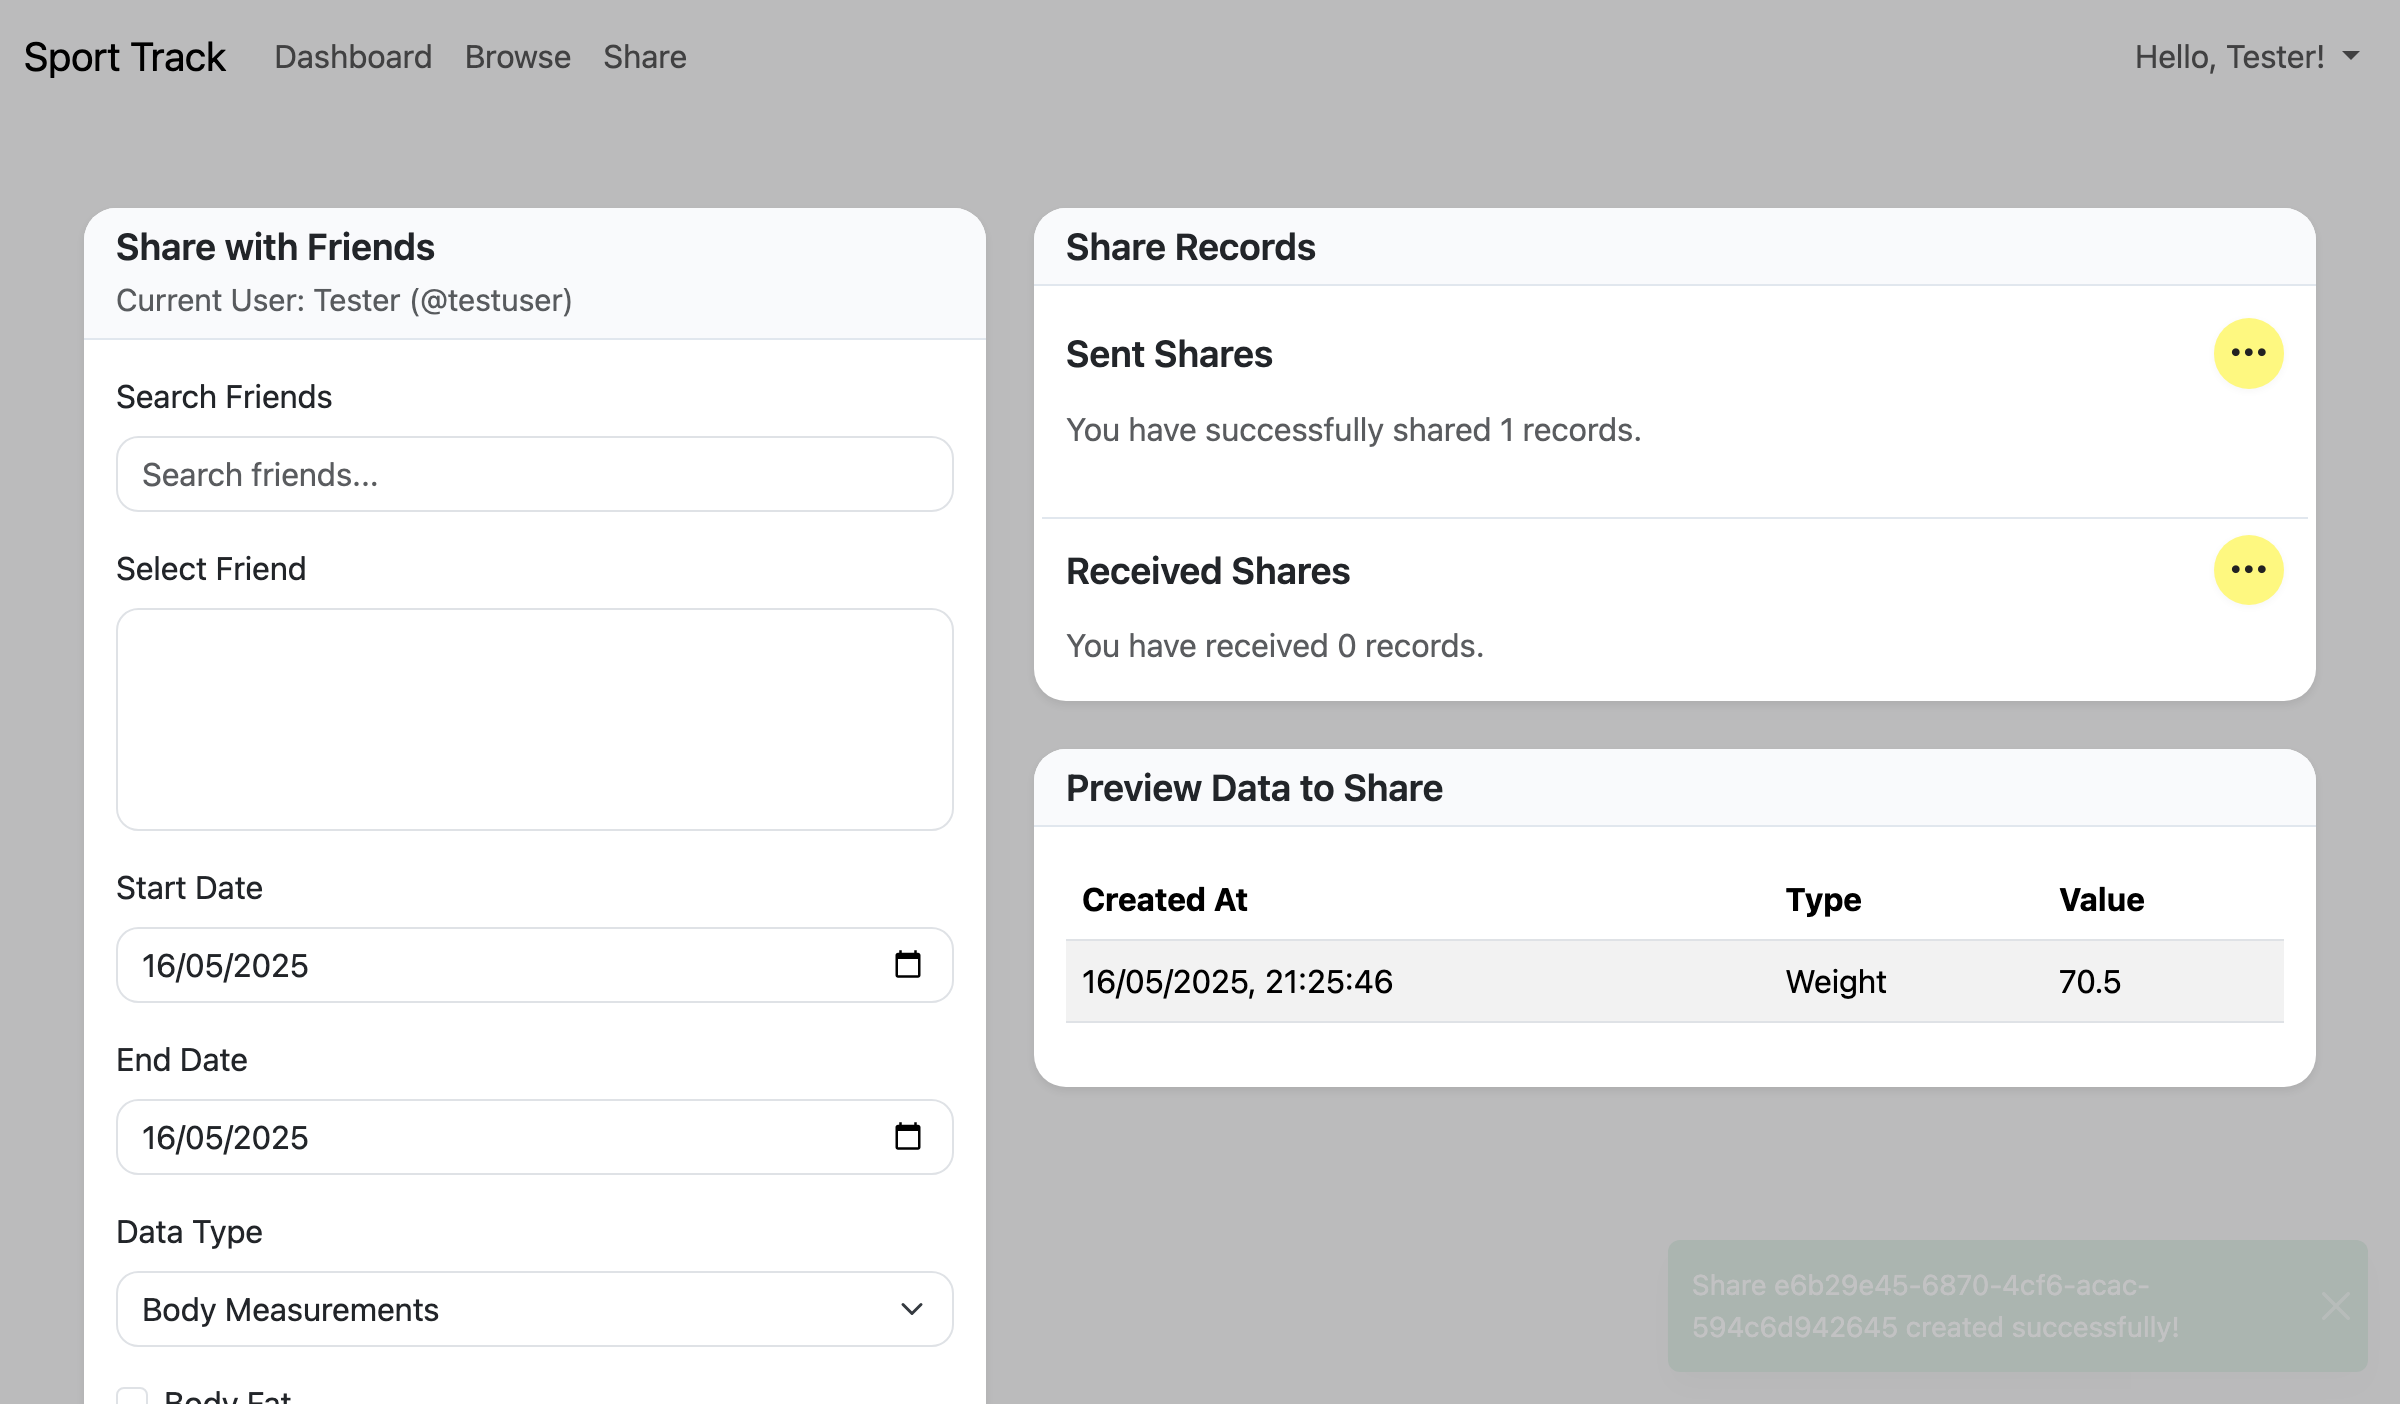 Sport Track Dashboard Browse Share Hello, Tester!
Share with Friends
Current User: Tester (@testuser)
Search Friends
Search friends...
Select Friend
Start Date
16/05/2025
End Date
16/05/2025
Data Type
Body Measurements
Body Fat
Share Records
Sent Shares
You have successfully shared 1 records.
Received Shares
You have received 0 records.
Preview Data to Share
Created At Type Value
16/05/2025, 21:25:46 Weight 70.5
Share e6b29e45-6870-4cf6-acac-
594c6d942645 created successfully!